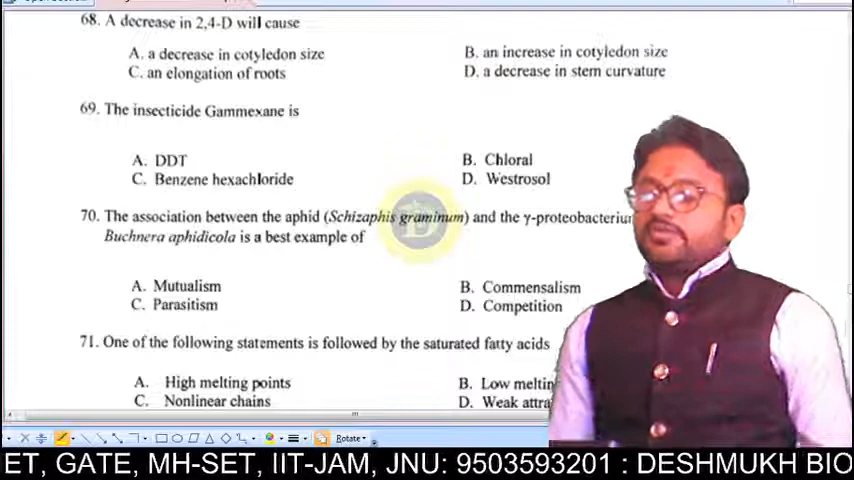 68. A decrease in 2,4-D will cause
A. a decrease in cotyledon size B. an increase in cotyledon size
C. an elongation of roots D. a decrease in stem curvature
69. The insecticide Gammexane is
A. DDT B. Chloral
C. Benzene hexachloride D. Westrosol
70. The association between the aphid (Schizaphis graminum) and the γ-proteobacteriu
Buchnera aphidicola is a best example of
A. Mutualism B. Commensalism
C. Parasitism D. Competition
71. One of the following statements is followed by the saturated fatty acids
A. High melting points B. Low meltin
C. Nonlinear chains D. Weak attra
Rotate
ET, GATE, MH-SET, IIT-JAM, JNU: 9503593201 : DESHMUKH BIO